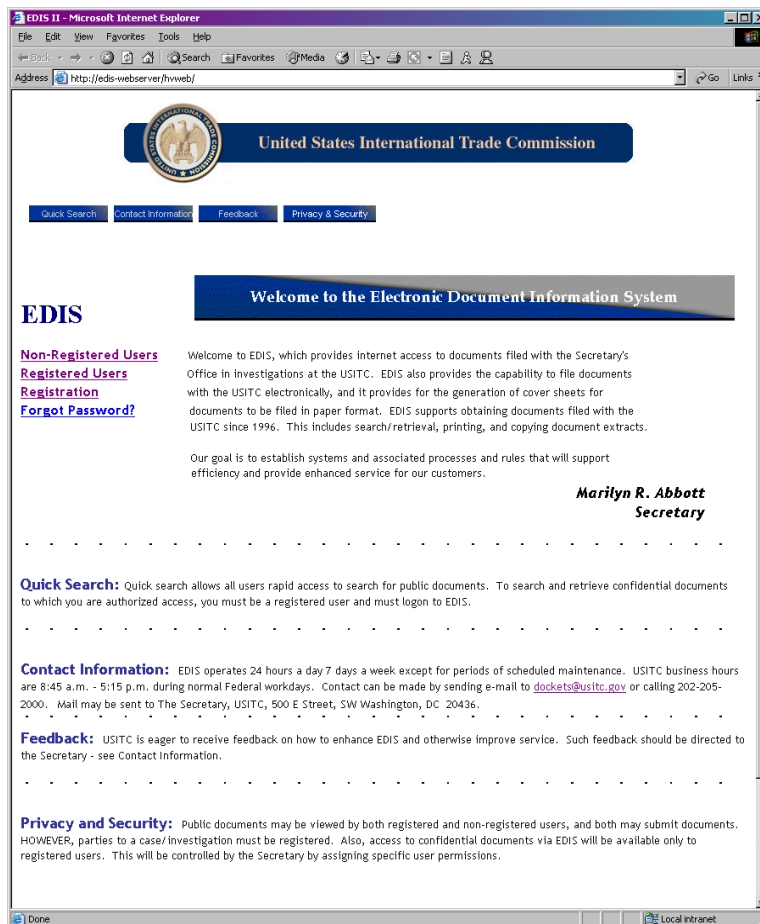 EDIS II - Microsoft Internet Explorer
File Edit View Favorites Tools Help
Back Search Favorites Media
Address http://edis-webserver/hvweb/ Go Links
INTERNATIONAL TRADE COMMISSION UNITED STATES
United States International Trade Commission
Quick Search Contact Information Feedback Privacy & Security
Welcome to the Electronic Document Information System
EDIS
Non-Registered Users
Registered Users
Registration
Forgot Password?
Welcome to EDIS, which provides internet access to documents filed with the Secretary's
Office in investigations at the USITC. EDIS also provides the capability to file documents
with the USITC electronically, and it provides for the generation of cover sheets for
documents to be filed in paper format. EDIS supports obtaining documents filed with the
USITC since 1996. This includes search/retrieval, printing, and copying document extracts.
Our goal is to establish systems and associated processes and rules that will support
efficiency and provide enhanced service for our customers.
Marilyn R. Abbott
Secretary
Quick Search: Quick search allows all users rapid access to search for public documents. To search and retrieve confidential documents
to which you are authorized access, you must be a registered user and must logon to EDIS.
Contact Information: EDIS operates 24 hours a day 7 days a week except for periods of scheduled maintenance. USITC business hours
are 8:45 a.m. - 5:15 p.m. during normal Federal workdays. Contact can be made by sending e-mail to dockets@usitc.gov or calling 202-205-
2000. Mail may be sent to The Secretary, USITC, 500 E Street, SW Washington, DC 20436.
Feedback: USITC is eager to receive feedback on how to enhance EDIS and otherwise improve service. Such feedback should be directed to
the Secretary - see Contact Information.
Privacy and Security: Public documents may be viewed by both registered and non-registered users, and both may submit documents.
HOWEVER, parties to a case/investigation must be registered. Also, access to confidential documents via EDIS will be available only to
registered users. This will be controlled by the Secretary by assigning specific user permissions.
Done Local intranet